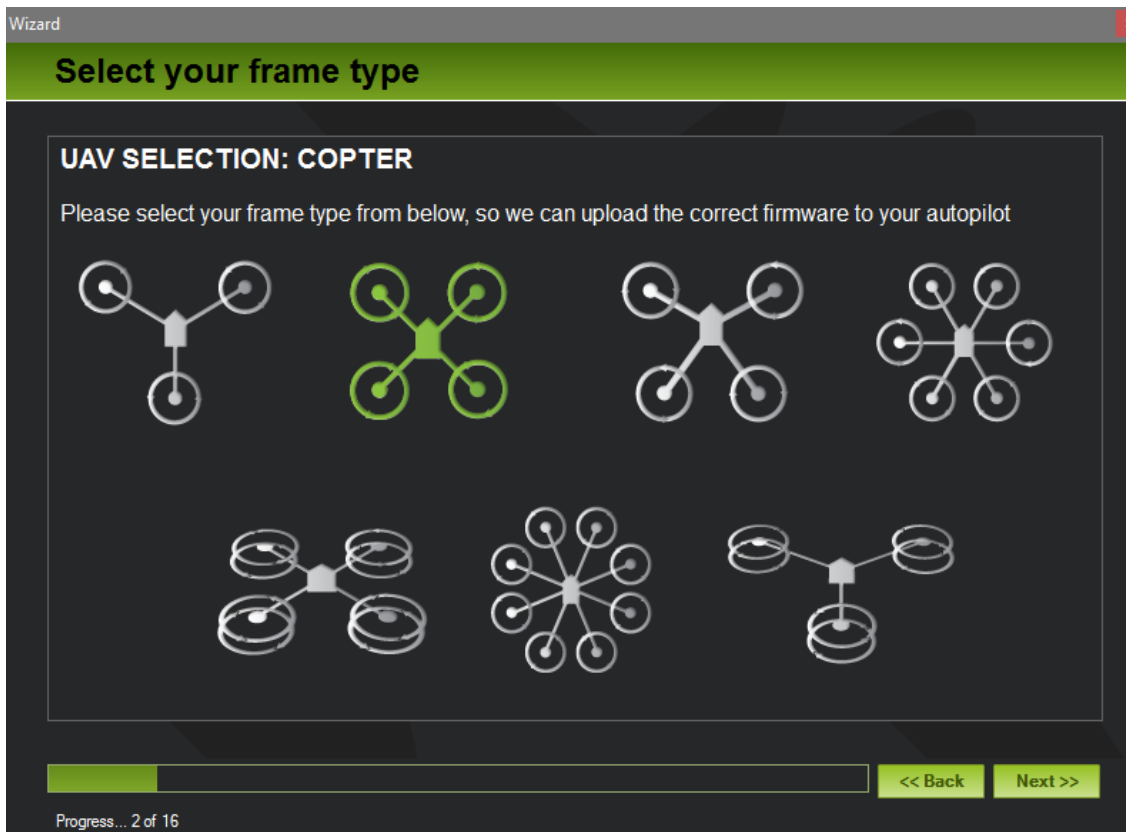 Wizard
Select your frame type
UAV SELECTION: COPTER
Please select your frame type from below, so we can upload the correct firmware to your autopilot
<< Back
Next >>
Progress... 2 of 16